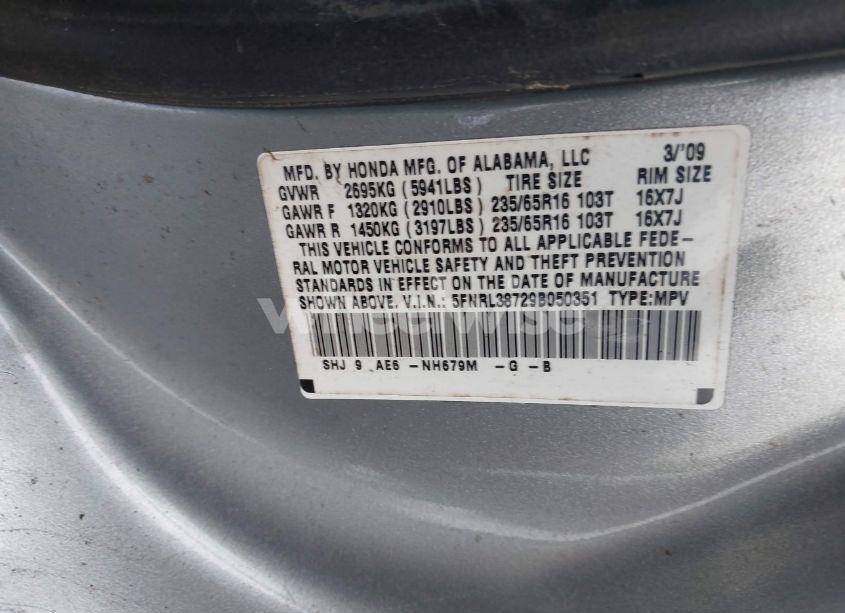 MFD. BY HONDA MFG. OF ALABAMA, LLC 3/'09
GVWR 2695KG (5941LBS) TIRE SIZE RIM SIZE
GAWR F 1320KG (2910LBS) 235/65R16 103T 16X7J
GAWR R 1450KG (3197LBS) 235/65R16 103T 16X7J
THIS VEHICLE CONFORMS TO ALL APPLICABLE FEDE-
RAL MOTOR VEHICLE SAFETY AND THEFT PREVENTION
STANDARDS IN EFFECT ON THE DATE OF MANUFACTURE
SHOWN ABOVE. V.I.N.: 5FNRL38729B050351 TYPE:MPV
wheelwise
SHJ 9 AE6 -NH679M -G -B